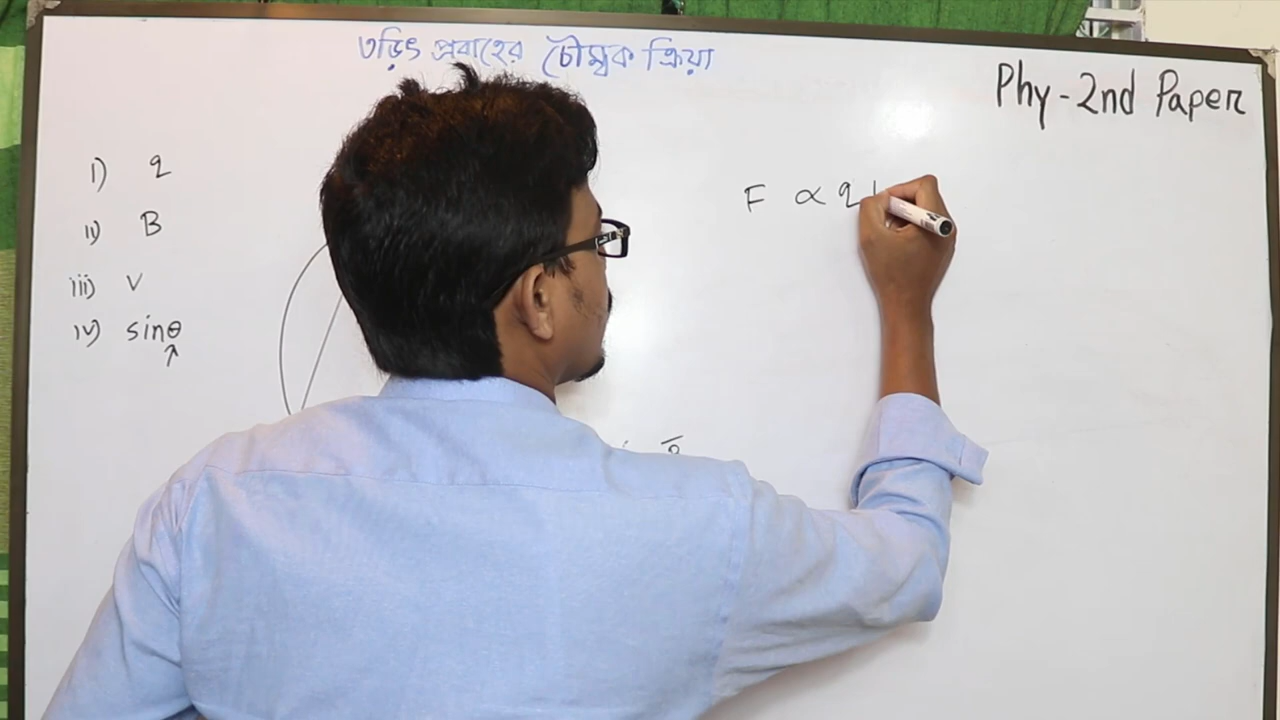 তড়িৎ প্রবাহের চৌম্বক ক্রিয়া
Phy-2nd Paper
i) q
ii) B
iii) v
iv) sinθ
↑
F ∝ q